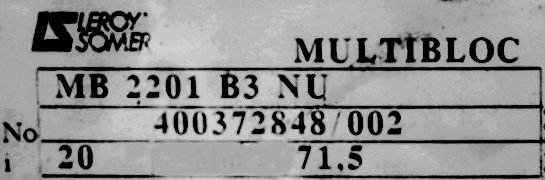 LEROY®
SOMER
MULTIBLOC
MB 2201 B3 NU
No 400372848/002
i 20 71,5